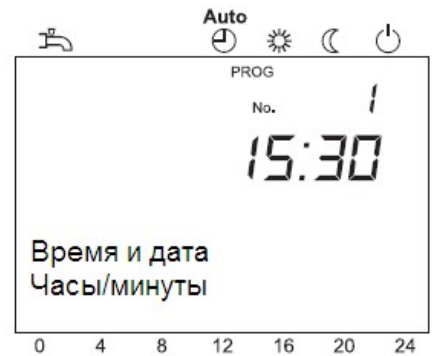 Auto
PROG
No. 1
15:30
Время и дата
Часы/минуты
0 4 8 12 16 20 24